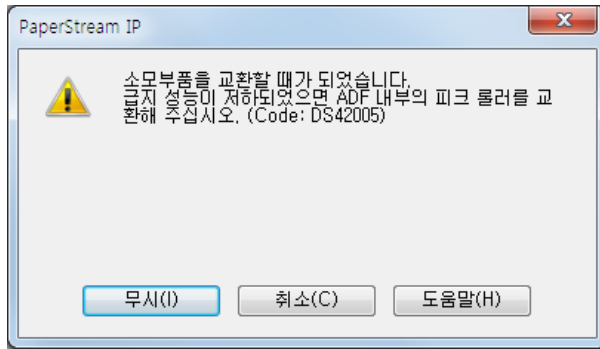 PaperStream IP
소모부품을 교환할 때가 되었습니다.
급지 성능이 저하되었으면 ADF 내부의 피크 롤러를 교
환해 주십시오. (Code: DS42005)
무시(I)
취소(C)
도움말(H)